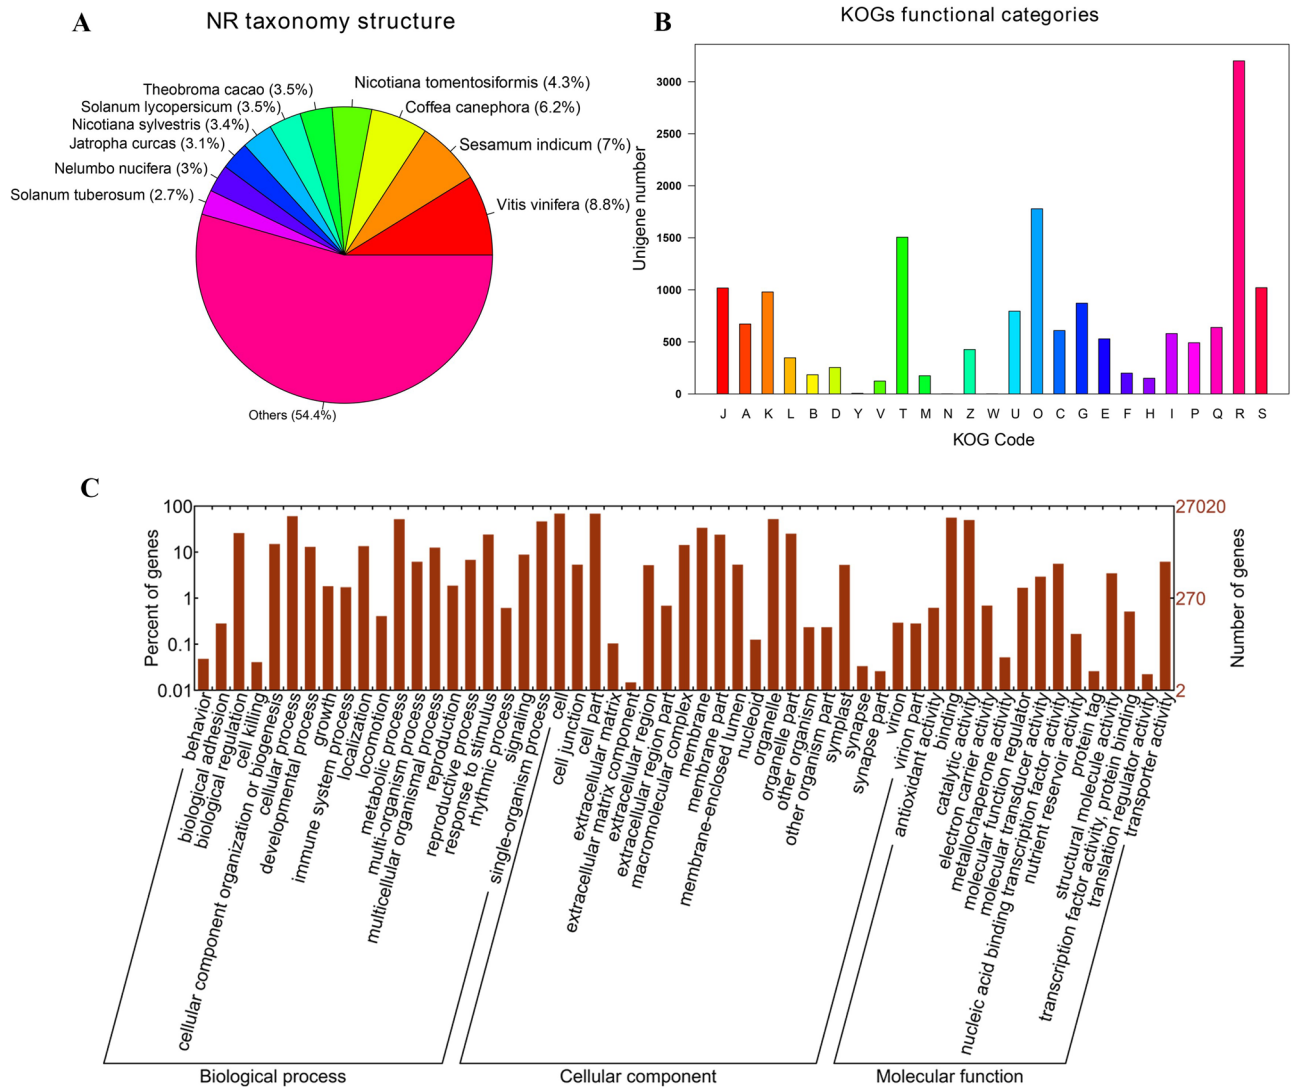 A
NR taxonomy structure
Theobroma cacao (3.5%)
Solanum lycopersicum (3.5%)
Nicotiana sylvestris (3.4%)
Jatropha curcas (3.1%)
Nelumbo nucifera (3%)
Solanum tuberosum (2.7%)
Nicotiana tomentosiformis (4.3%)
Coffea canephora (6.2%)
Sesamum indicum (7%)
Vitis vinifera (8.8%)
Others (54.4%)
B
KOGs functional categories
Unigene number
3000
2500
2000
1500
1000
500
0
J A K L B D Y V T M N Z W U O C G E F H I P Q R S
KOG Code
C
Percent of genes
100
10
1
0.1
0.01
27020
270
2
Number of genes
behavior
biological adhesion
biological regulation
cell killing
cellular component organization or biogenesis
cellular process
developmental process
growth
immune system process
localization
locomotion
metabolic process
multi-organism process
multicellular organismal process
reproduction
reproductive process
response to stimulus
rhythmic process
signaling
single-organism process
cell
cell junction
cell part
extracellular matrix
extracellular matrix component
extracellular region
extracellular region part
macromolecular complex
membrane
membrane part
membrane-enclosed lumen
nucleoid
organelle
organelle part
other organism
other organism part
symplast
synapse
synapse part
virion
virion part
antioxidant activity
binding
catalytic activity
electron carrier activity
metallochaperone activity
molecular function regulator
molecular transducer activity
nucleic acid binding transcription factor activity
nutrient reservoir activity
protein tag
structural molecule activity
transcription factor activity, protein binding
translation regulator activity
transporter activity
Biological process
Cellular component
Molecular function